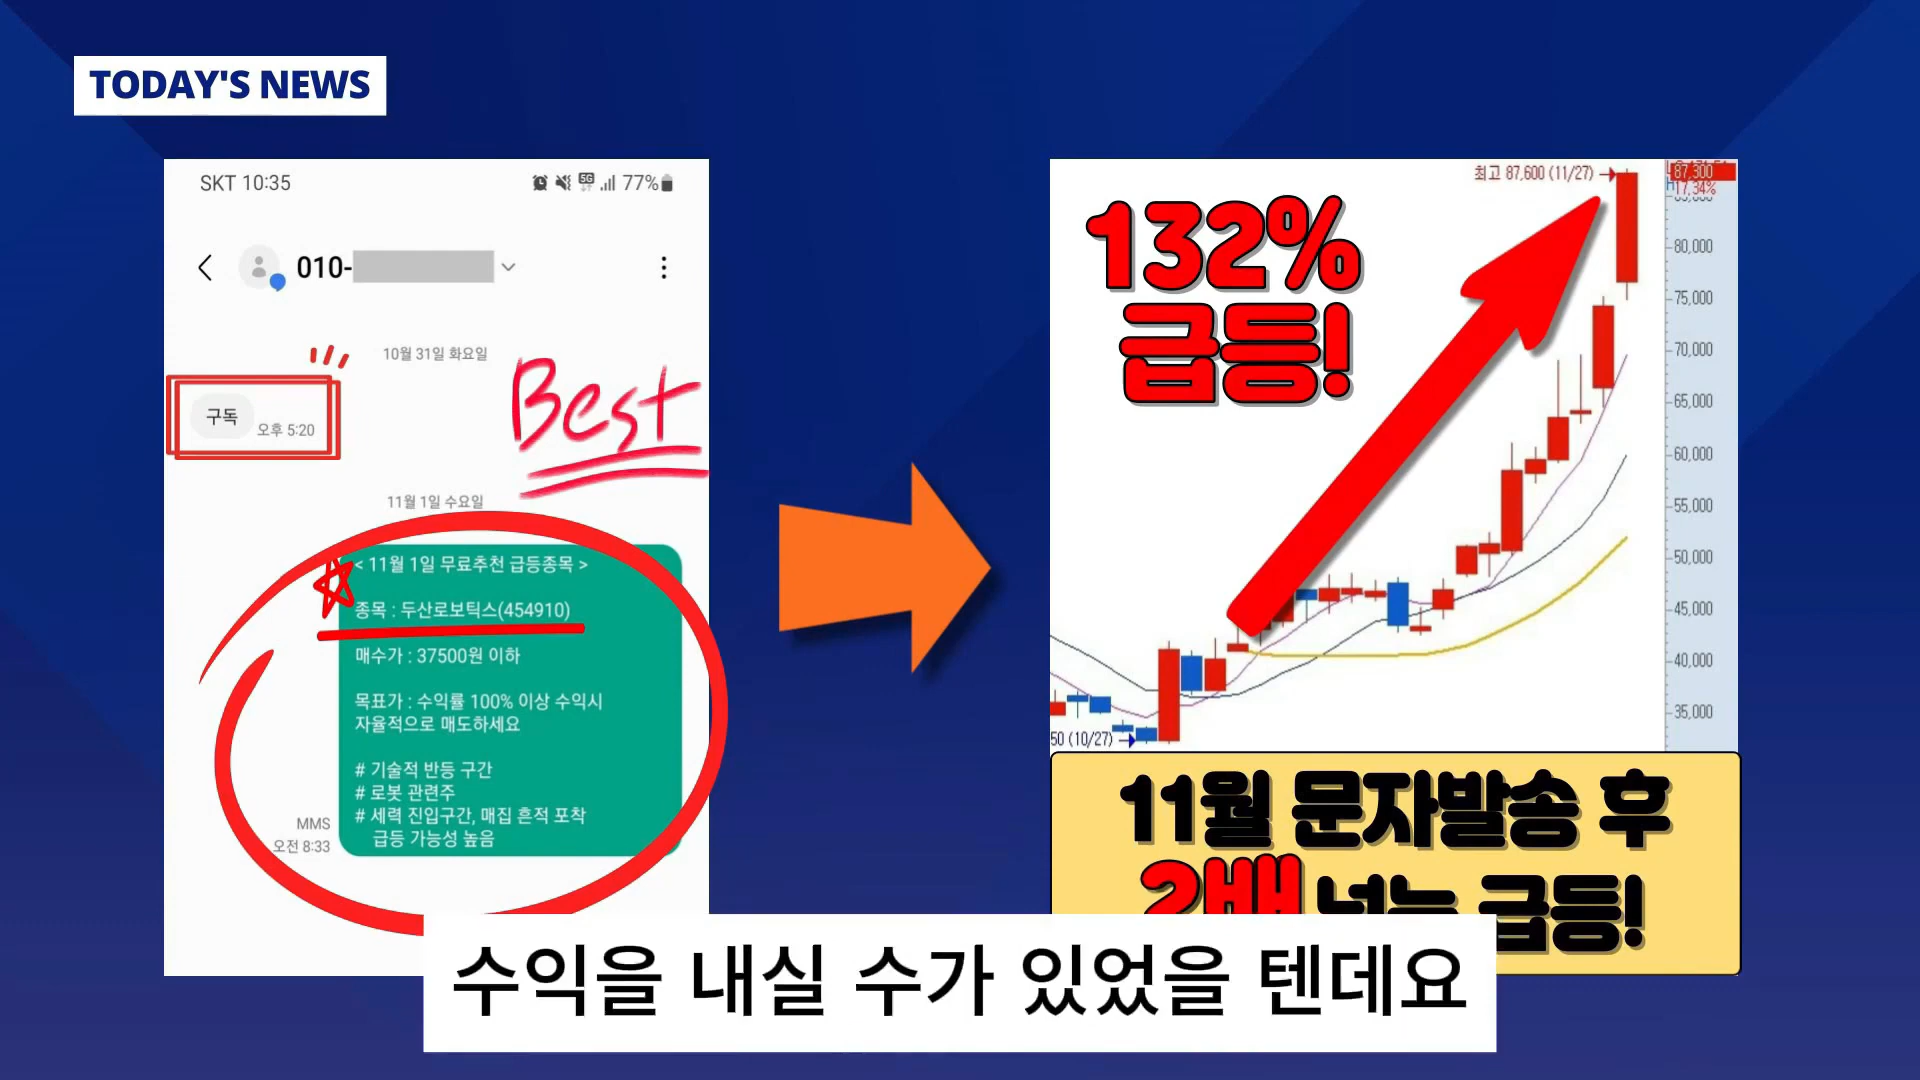 TODAY'S NEWS
SKT 10:35
5G
77%
010-
10월 31일 화요일
구독
오후 5:20
Best
11월 1일 수요일
< 11월 1일 무료추천 급등종목 >
종목 : 두산로보틱스(454910)
매수가 : 37500원 이하
목표가 : 수익률 100% 이상 수익시
자율적으로 매도하세요
# 기술적 반등 구간
# 로봇 관련주
# 세력 진입구간, 매집 흔적 포착
급등 가능성 높음
MMS
오전 8:33
132%
급등!
최고 87,600 (11/27)
87,300
17,34%
80,000
75,000
70,000
65,000
60,000
55,000
50,000
45,000
40,000
35,000
50 (10/27)
11월 문자발송 후
2배 넘는 급등!
수익을 내실 수가 있었을 텐데요